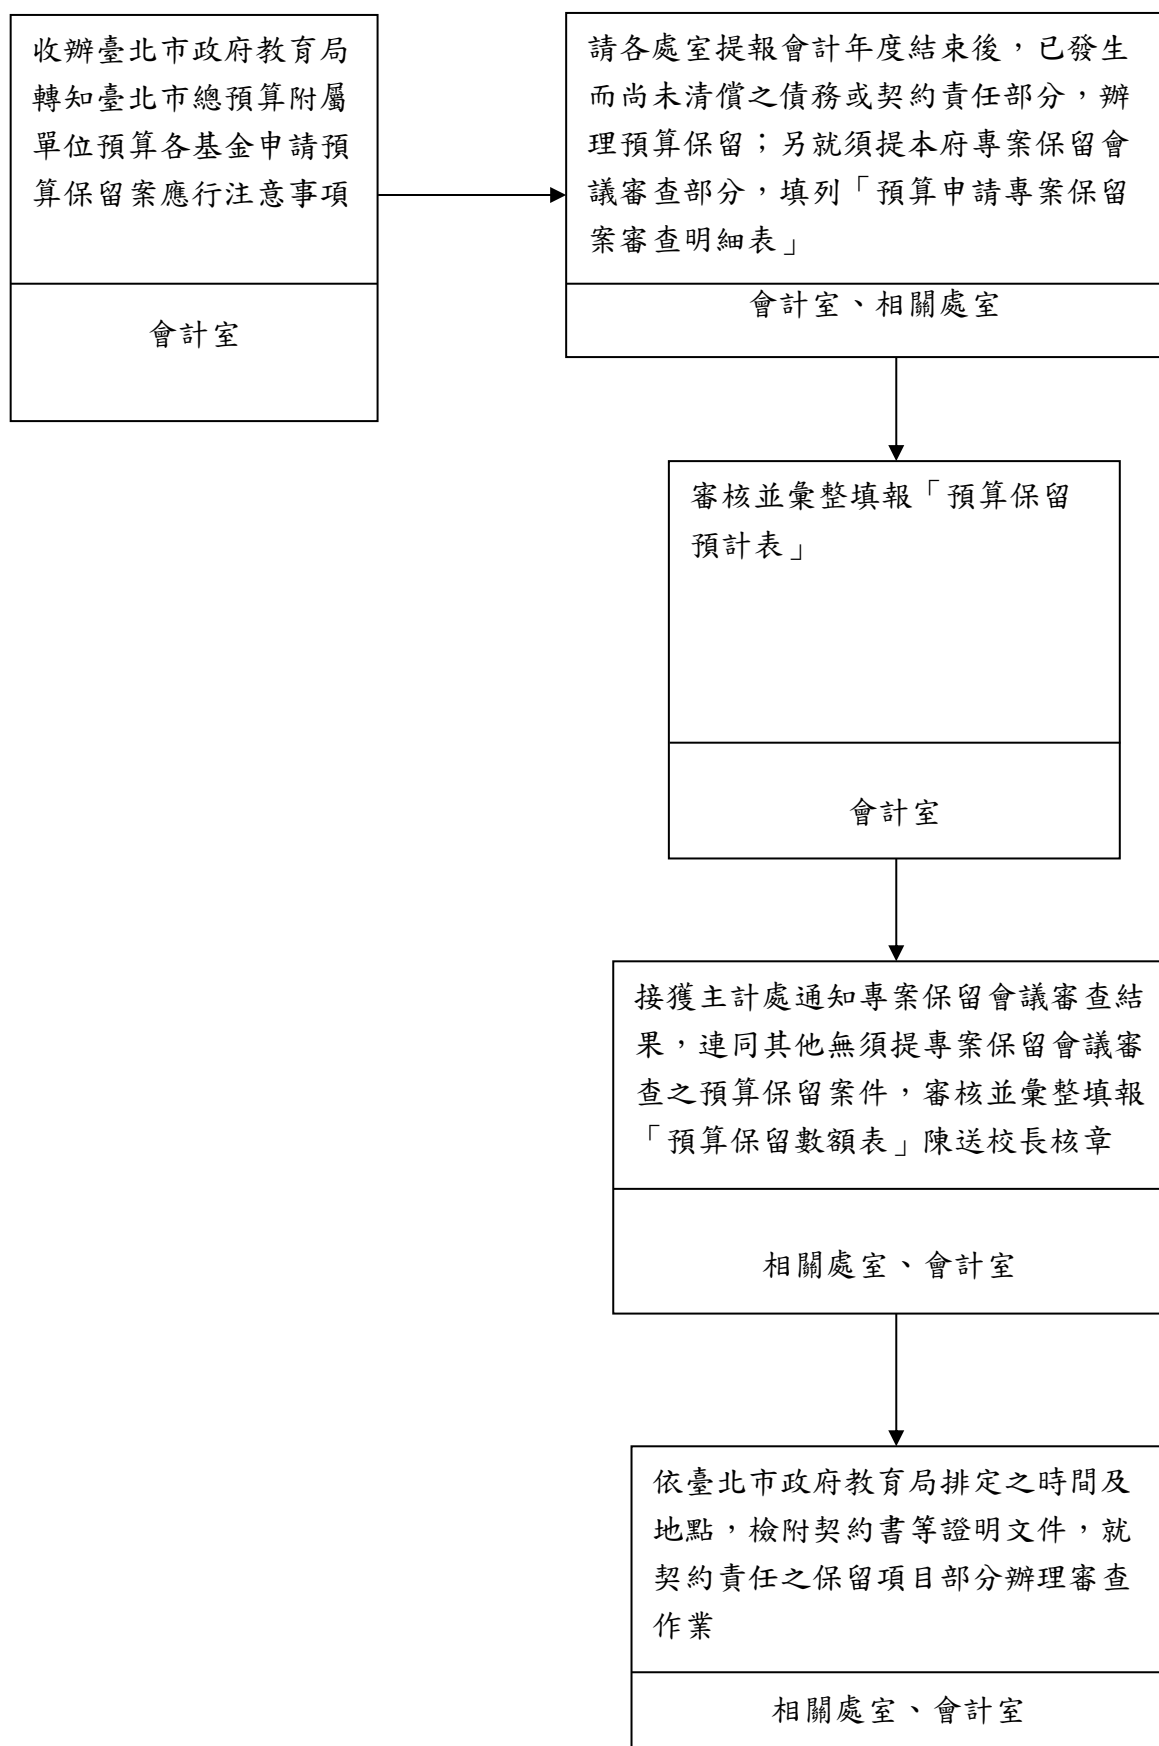 收辦臺北市政府教育局
轉知臺北市總預算附屬
單位預算各基金申請預
算保留案應行注意事項
會計室
請各處室提報會計年度結束後，已發生
而尚未清償之債務或契約責任部分，辦
理預算保留；另就須提本府專案保留會
議審查部分，填列「預算申請專案保留
案審查明細表」
會計室、相關處室
審核並彙整填報「預算保留
預計表」
會計室
接獲主計處通知專案保留會議審查結
果，連同其他無須提專案保留會議審
查之預算保留案件，審核並彙整填報
「預算保留數額表」陳送校長核章
相關處室、會計室
依臺北市政府教育局排定之時間及
地點，檢附契約書等證明文件，就
契約責任之保留項目部分辦理審查
作業
相關處室、會計室